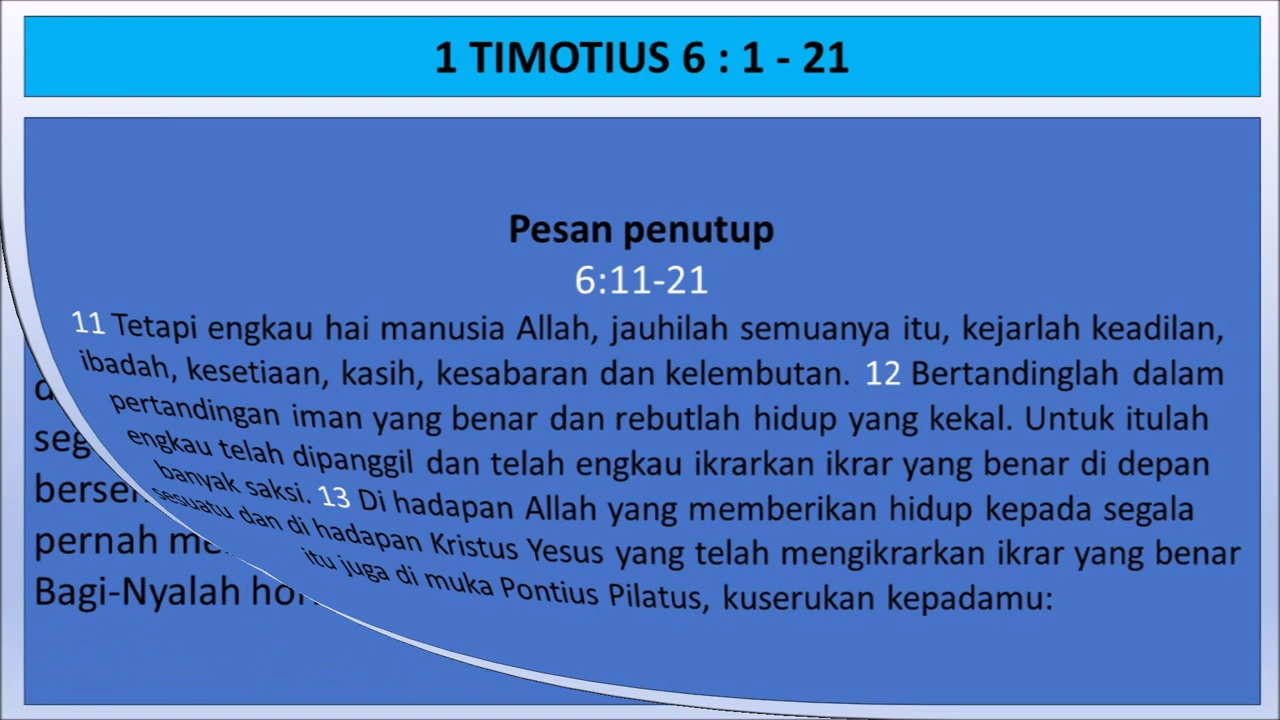 1 TIMOTIUS 6 : 1 - 21
Pesan penutup
6:11-21
11 Tetapi engkau hai manusia Allah, jauhilah semuanya itu, kejarlah keadilan,
ibadah, kesetiaan, kasih, kesabaran dan kelembutan. 12 Bertandinglah dalam
pertandingan iman yang benar dan rebutlah hidup yang kekal. Untuk itulah
engkau telah dipanggil dan telah engkau ikrarkan ikrar yang benar di depan
banyak saksi. 13 Di hadapan Allah yang memberikan hidup kepada segala
sesuatu dan di hadapan Kristus Yesus yang telah mengikrarkan ikrar yang benar
itu juga di muka Pontius Pilatus, kuserukan kepadamu:
pernah
Bagi-Nyalah